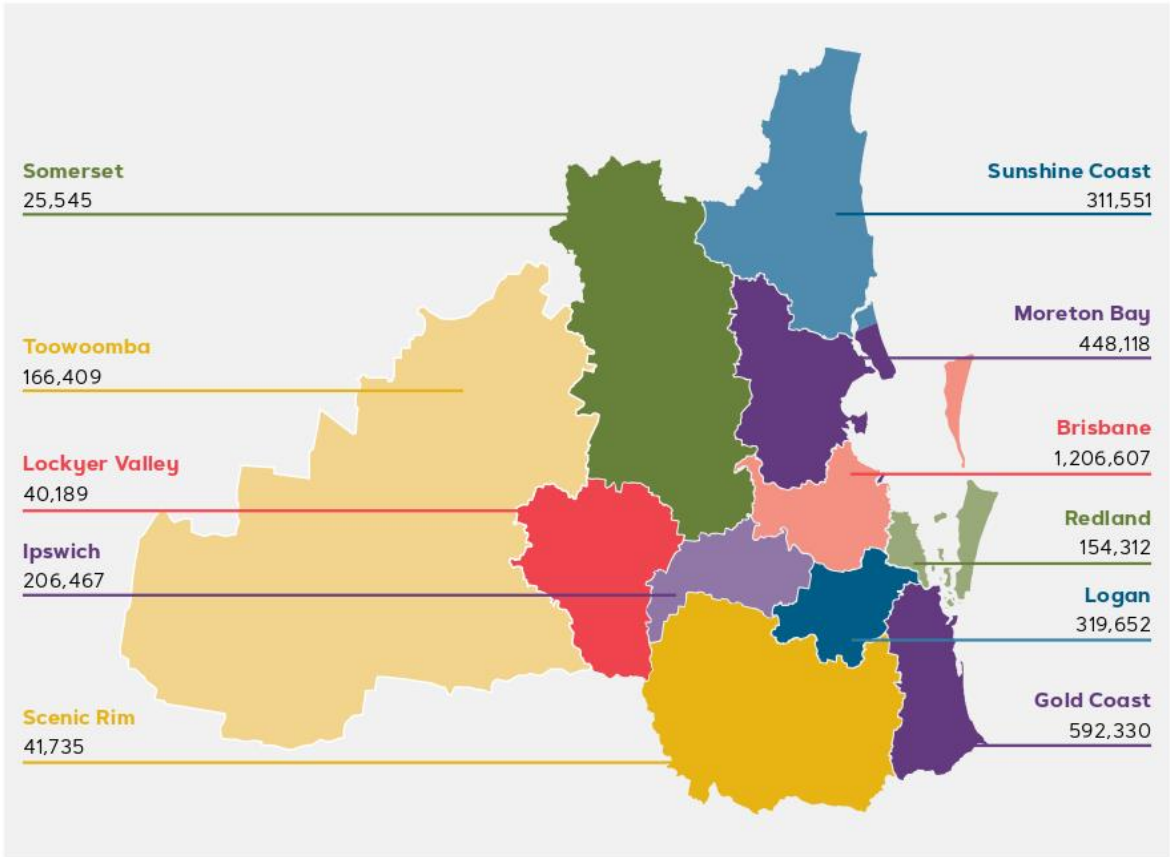 Somerset
25,545
Toowoomba
166,409
Lockyer Valley
40,189
Ipswich
206,467
Scenic Rim
41,735
Sunshine Coast
311,551
Moreton Bay
448,118
Brisbane
1,206,607
Redland
154,312
Logan
319,652
Gold Coast
592,330